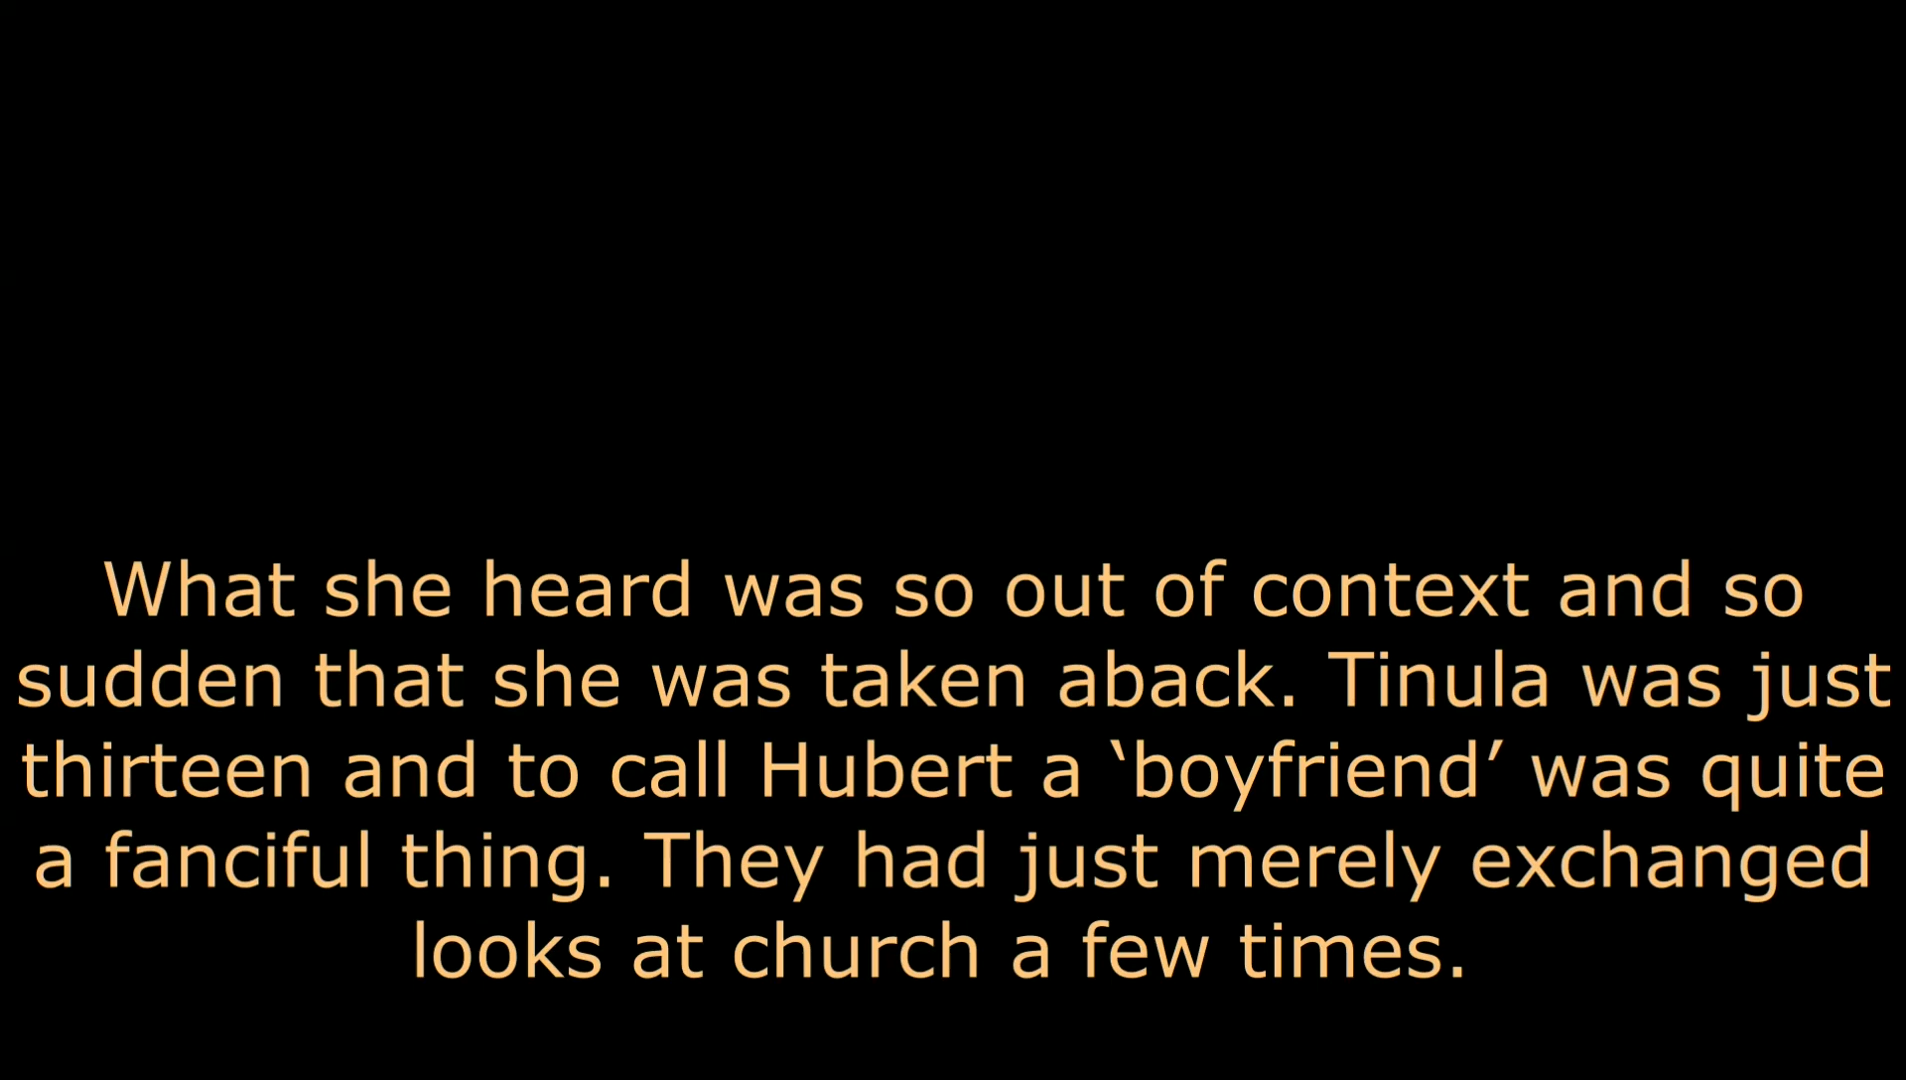 What she heard was so out of context and so
sudden that she was taken aback. Tinula was just
thirteen and to call Hubert a ‘boyfriend’ was quite
a fanciful thing. They had just merely exchanged
looks at church a few times.